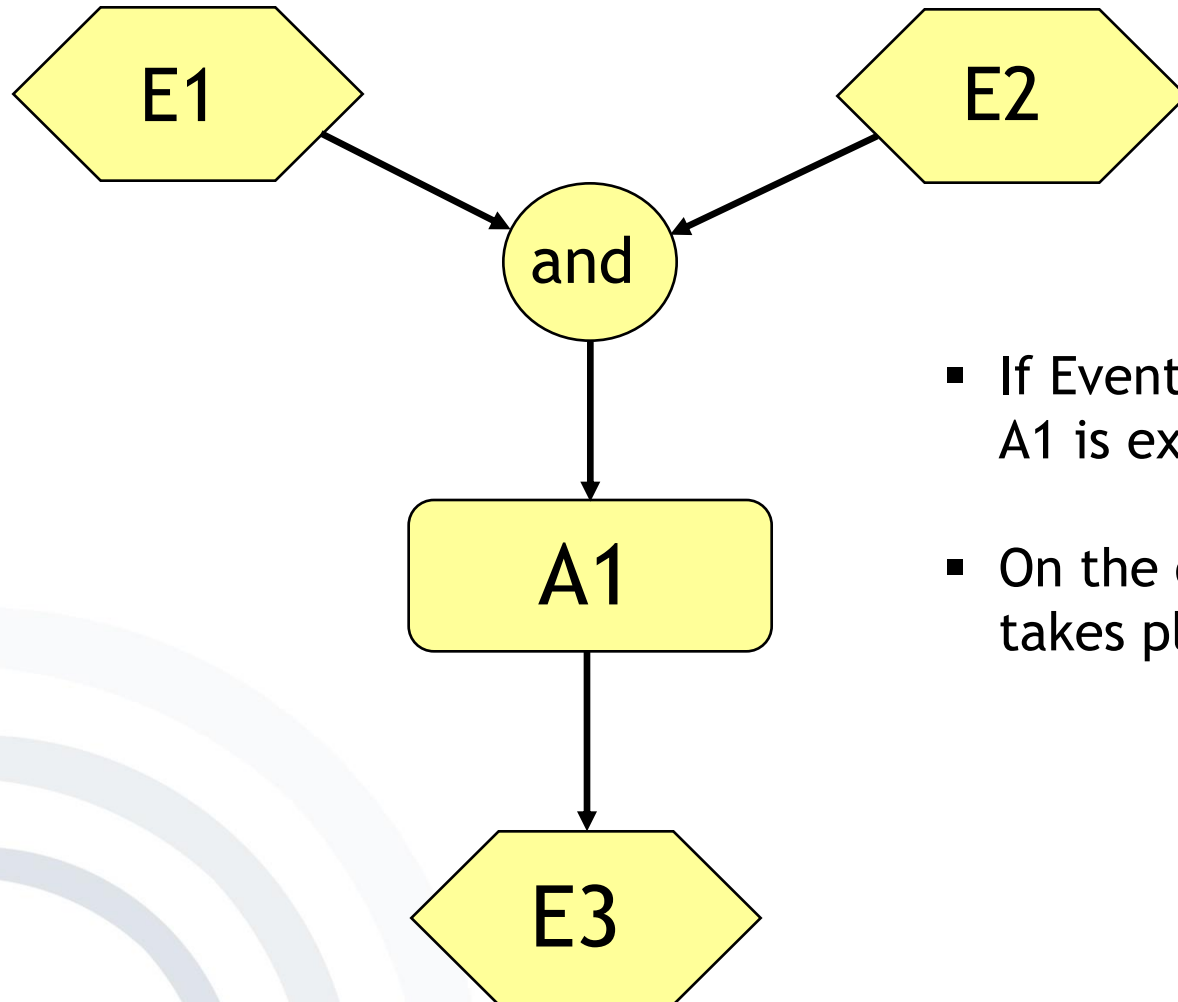 E1
E2
and
▪ If Event
A1 is ex
A1
▪ On the
takes pl
E3